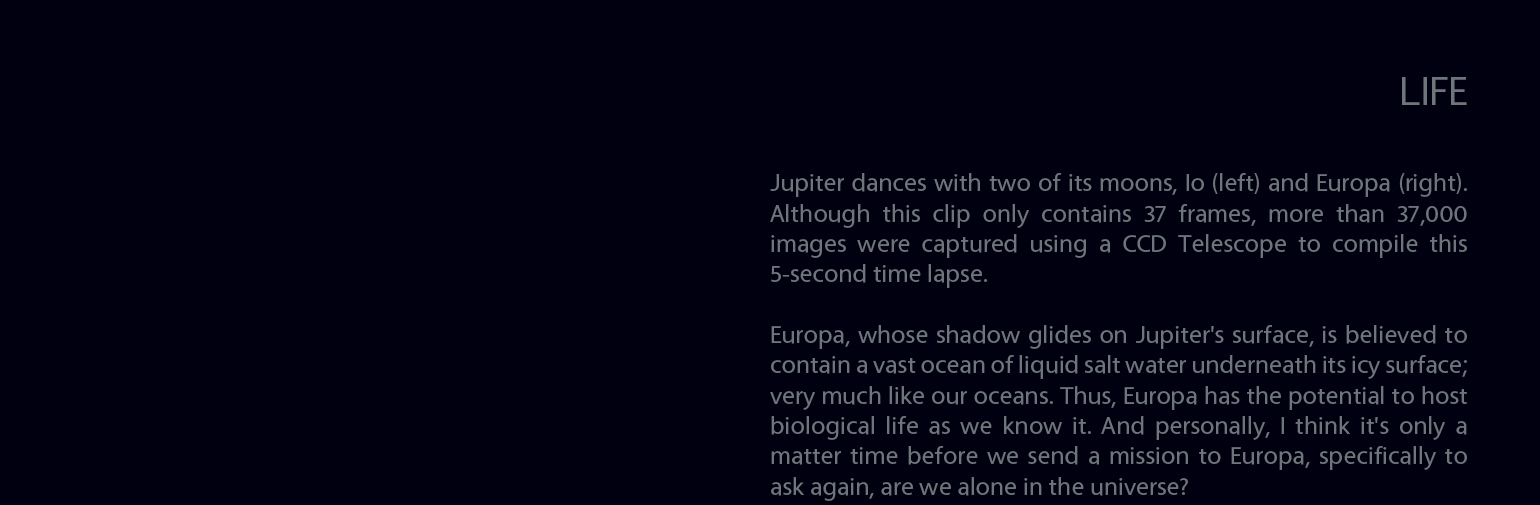 LIFE
Jupiter dances with two of its moons, Io (left) and Europa (right).
Although this clip only contains 37 frames, more than 37,000
images were captured using a CCD Telescope to compile this
5-second time lapse.
Europa, whose shadow glides on Jupiter's surface, is believed to
contain a vast ocean of liquid salt water underneath its icy surface;
very much like our oceans. Thus, Europa has the potential to host
biological life as we know it. And personally, I think it's only a
matter time before we send a mission to Europa, specifically to
ask again, are we alone in the universe?